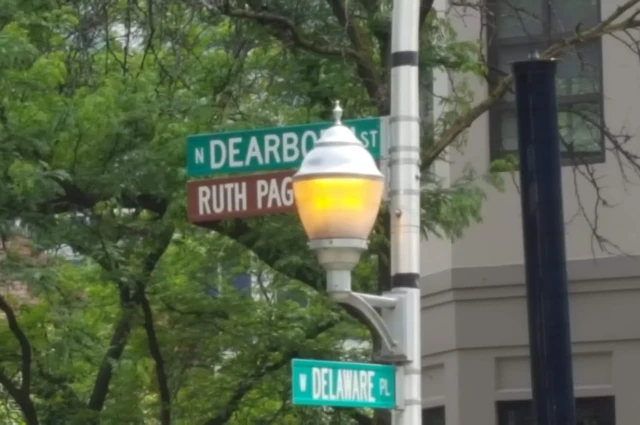 N DEARBO ST
RUTH PAG
W DELAWARE PL